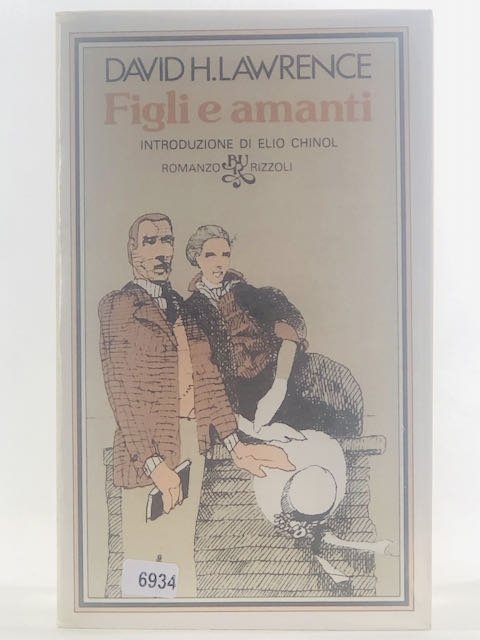 DAVID H. LAWRENCE
Figli e amanti
INTRODUZIONE DI ELIO CHINOL
ROMANZO BUR RIZZOLI
6934